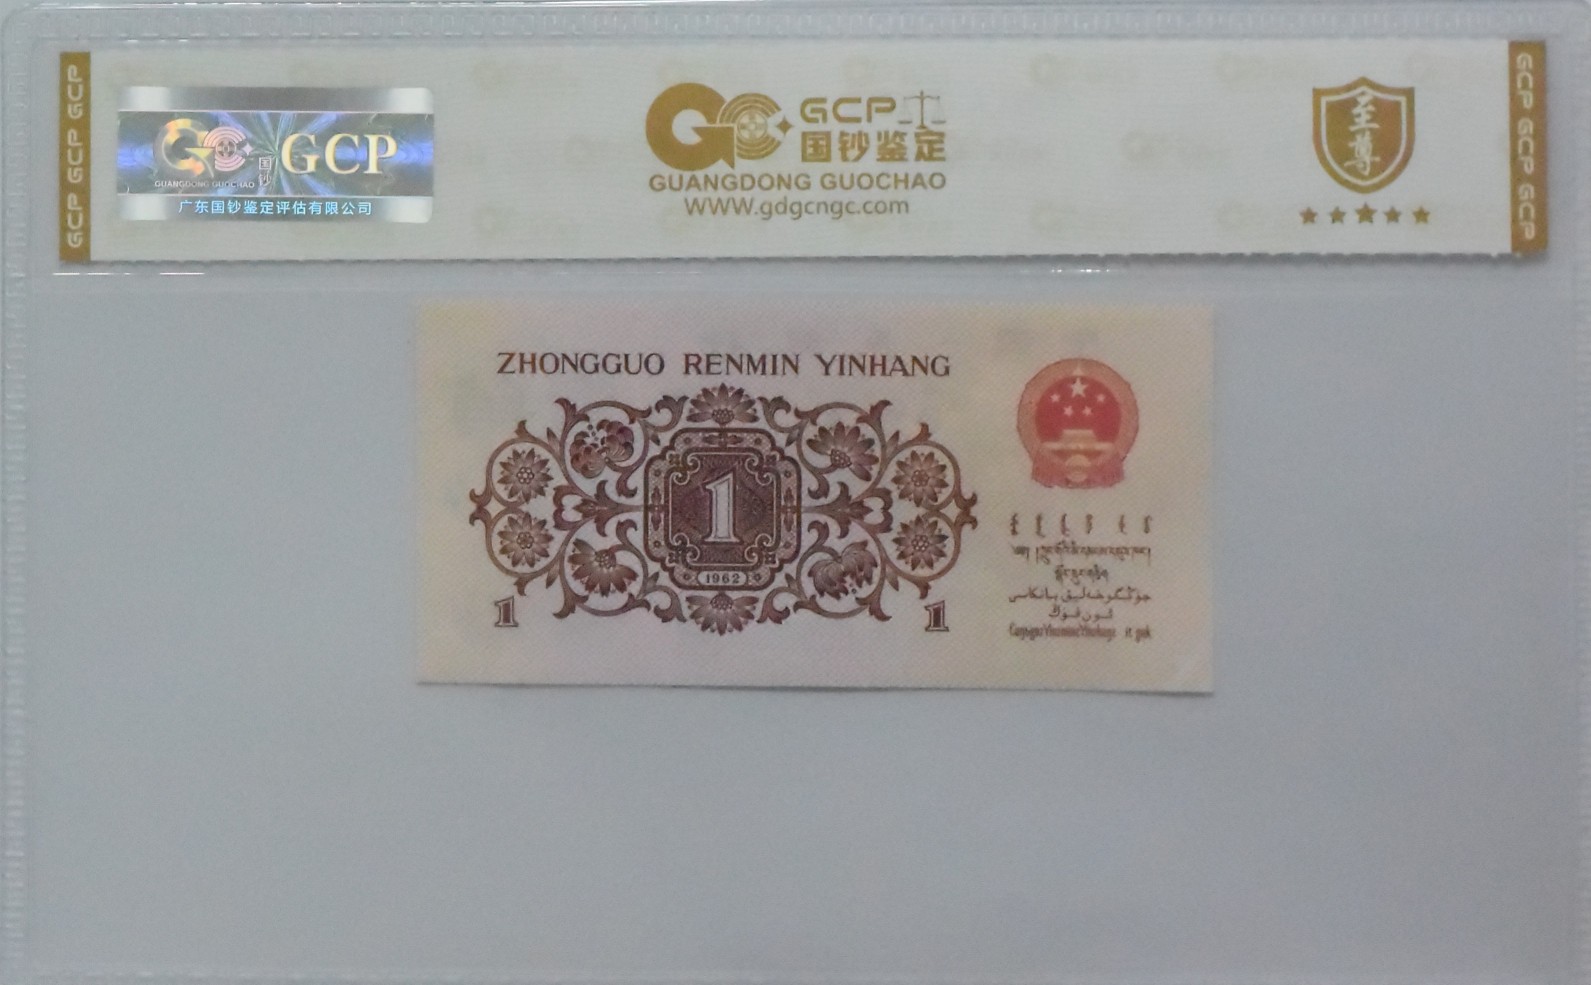 GCP GCP GCP
GUANGDONG GUOCHAO
国钞
GCP
广东国钞鉴定评估有限公司
GCP
国钞鉴定
GUANGDONG GUOCHAO
WWW.gdgcngc.com
至尊
GCP GCP GCP
ZHONGGUO RENMIN YINHANG
1
1962
1
1